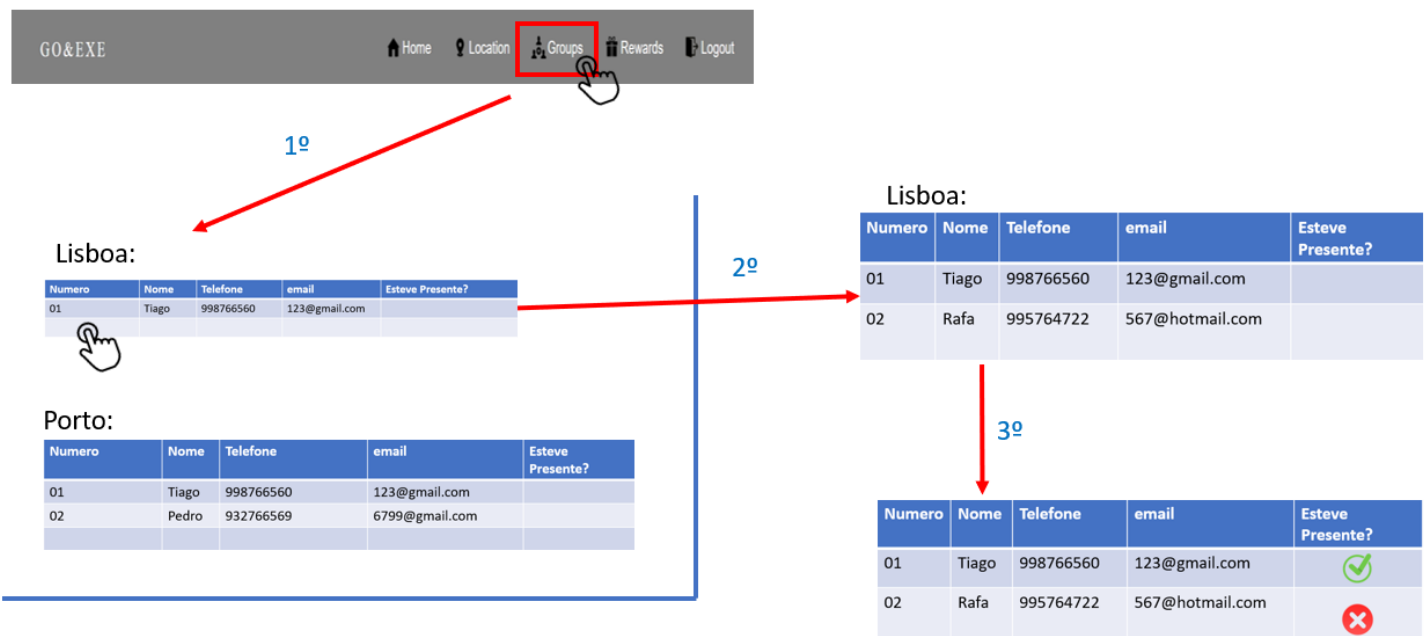 GO&EXE Home Location Groups Rewards Logout
1º
Lisboa:
Numero Nome Telefone email Esteve Presente?
01 Tiago 998766560 123@gmail.com
Porto:
Numero Nome Telefone email Esteve
Presente?
01 Tiago 998766560 123@gmail.com
02 Pedro 932766569 6799@gmail.com
2º
Lisboa:
Numero Nome Telefone email Esteve
Presente?
01 Tiago 998766560 123@gmail.com
02 Rafa 995764722 567@hotmail.com
3º
Numero Nome Telefone email Esteve
Presente?
01 Tiago 998766560 123@gmail.com
02 Rafa 995764722 567@hotmail.com